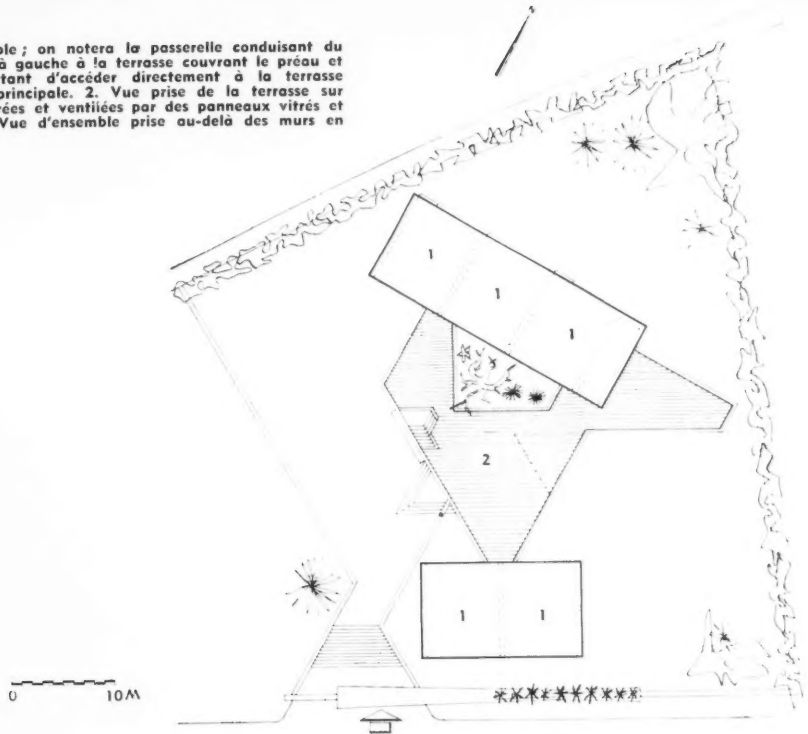 ble ; on notera la passerelle conduisant du
à gauche à la terrasse couvrant le préau et
tant d'accéder directement à la terrasse
principale. 2. Vue prise de la terrasse sur
rées et ventilées par des panneaux vitrés et
Vue d'ensemble prise au-delà des murs en
1
1
1
2
1 1
0 10M